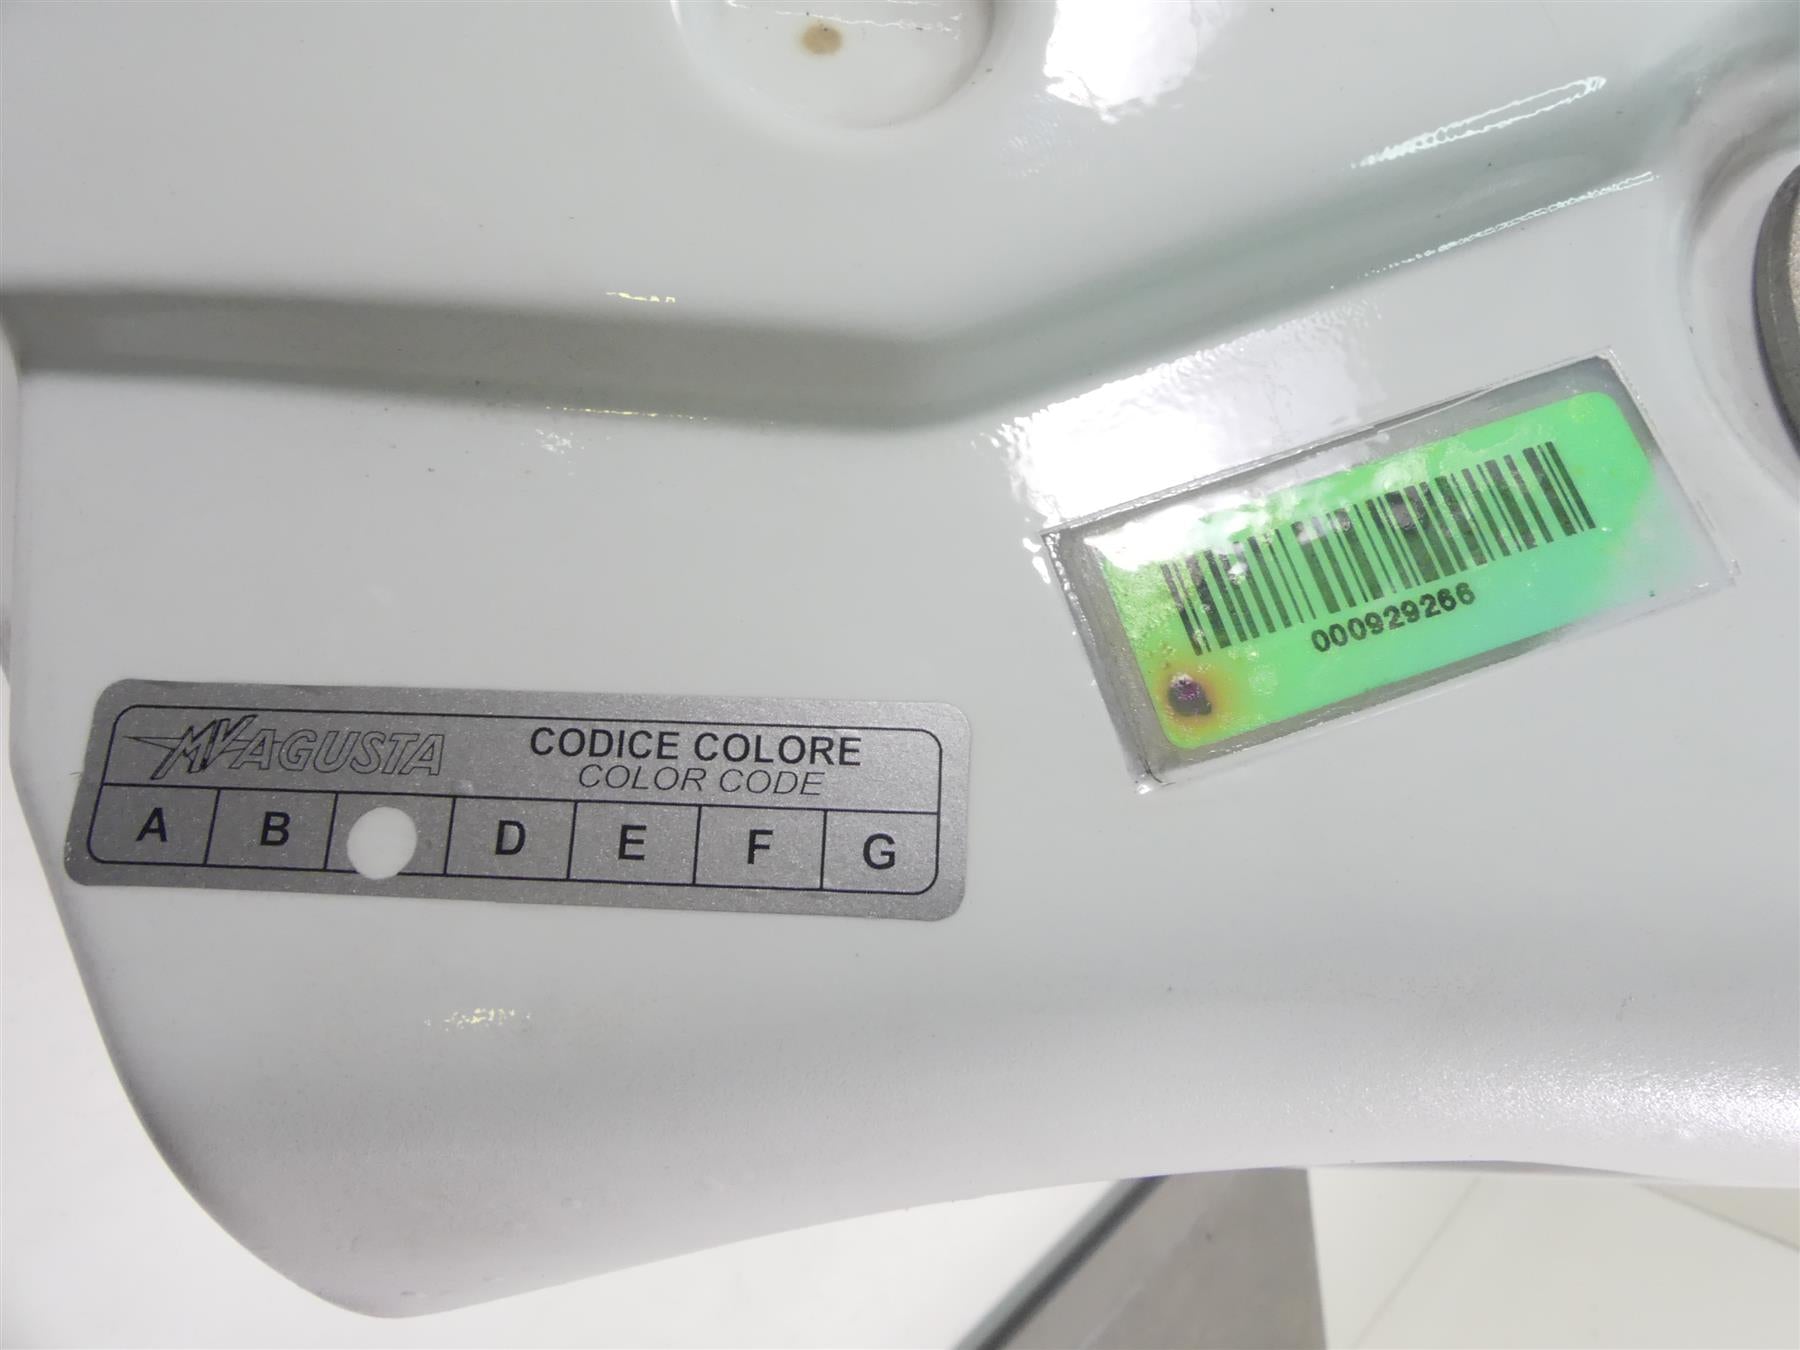 MV AGUSTA
CODICE COLORE
COLOR CODE
A B D E F G
000929266